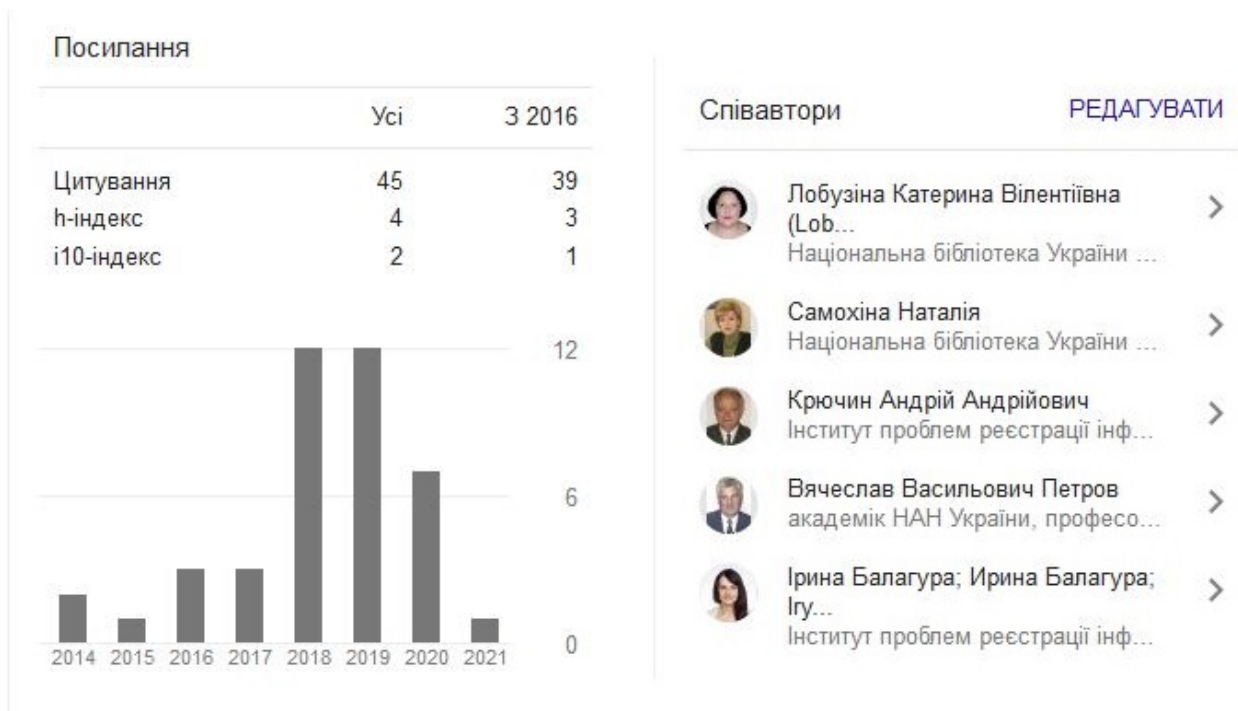 Посилання
Усі З 2016
Цитування 45 39
h-індекс 4 3
і10-індекс 2 1
12
6
0
2014 2015 2016 2017 2018 2019 2020 2021
Співавтори РЕДАГУВАТИ
Лобузіна Катерина Вілентіївна
(Lob...
Національна бібліотека України ...
Самохіна Наталія
Національна бібліотека України ...
Крючин Андрій Андрійович
Інститут проблем реєстрації інф...
Вячеслав Васильович Петров
академік НАН України, професо...
Ірина Балагура; Ирина Балагура;
Iry...
Інститут проблем реєстрації інф...